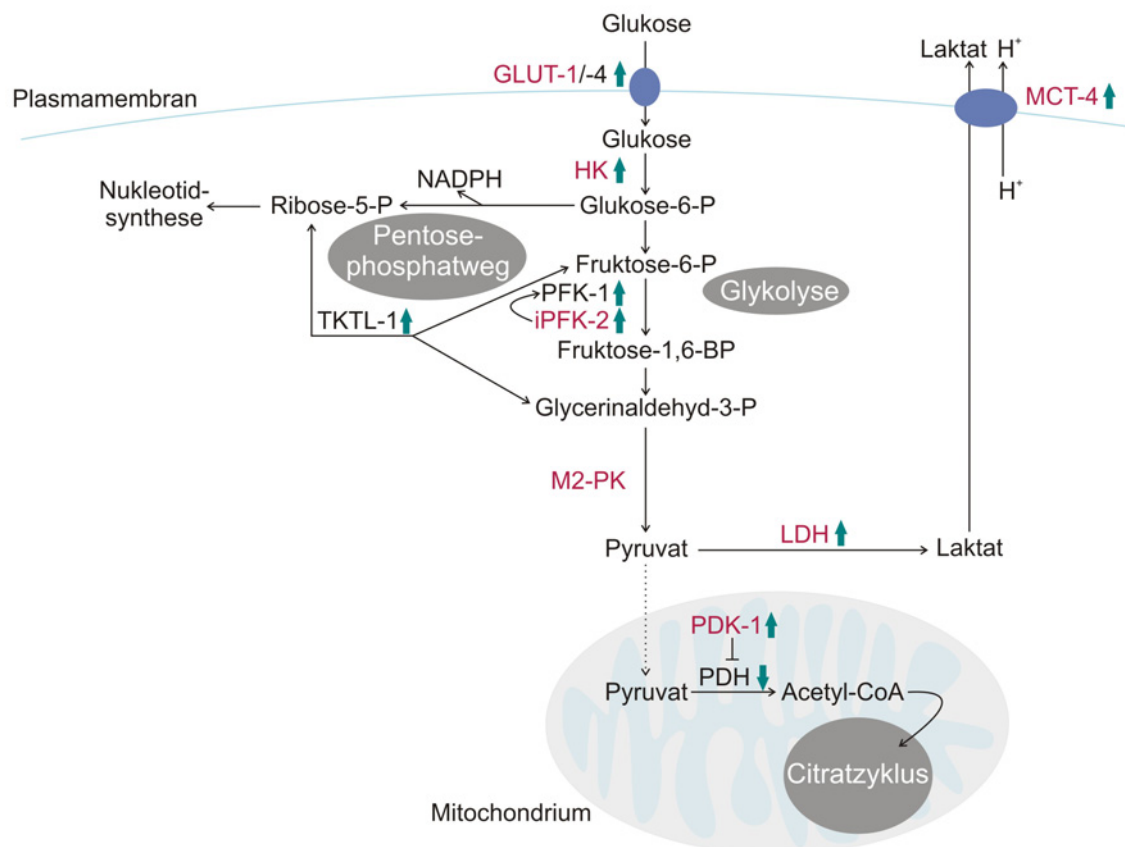 Glukose
Laktat H+
GLUT-1/-4
Plasmamembran
MCT-4
Glukose
HK
NADPH
H+
Nukleotid-
synthese
Ribose-5-P
Glukose-6-P
Pentose-
phosphatweg
Fruktose-6-P
Glykolyse
PFK-1
TKTL-1
iPFK-2
Fruktose-1,6-BP
Glycerinaldehyd-3-P
M2-PK
LDH
Pyruvat
Laktat
PDK-1
PDH
Pyruvat
Acetyl-CoA
Citratzyklus
Mitochondrium